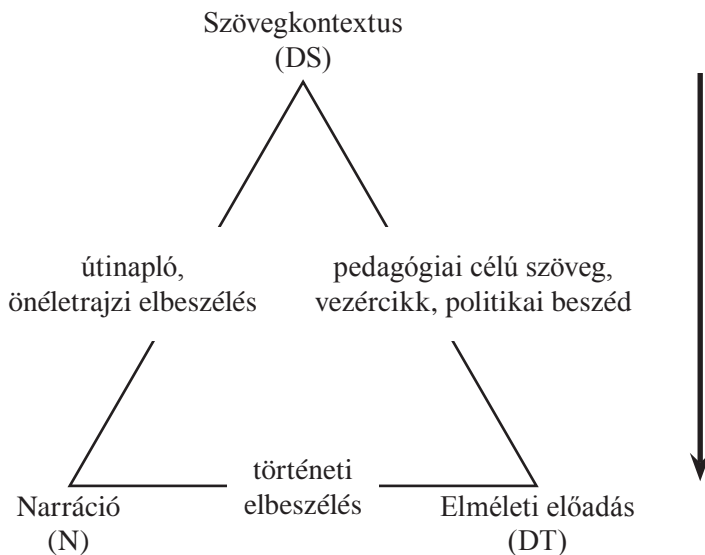 Szövegkontextus
(DS)
útinapló,
önéletrajzi elbeszélés
pedagógiai célú szöveg,
vezércikk, politikai beszéd
történeti
elbeszélés
Narráció
(N)
Elméleti előadás
(DT)